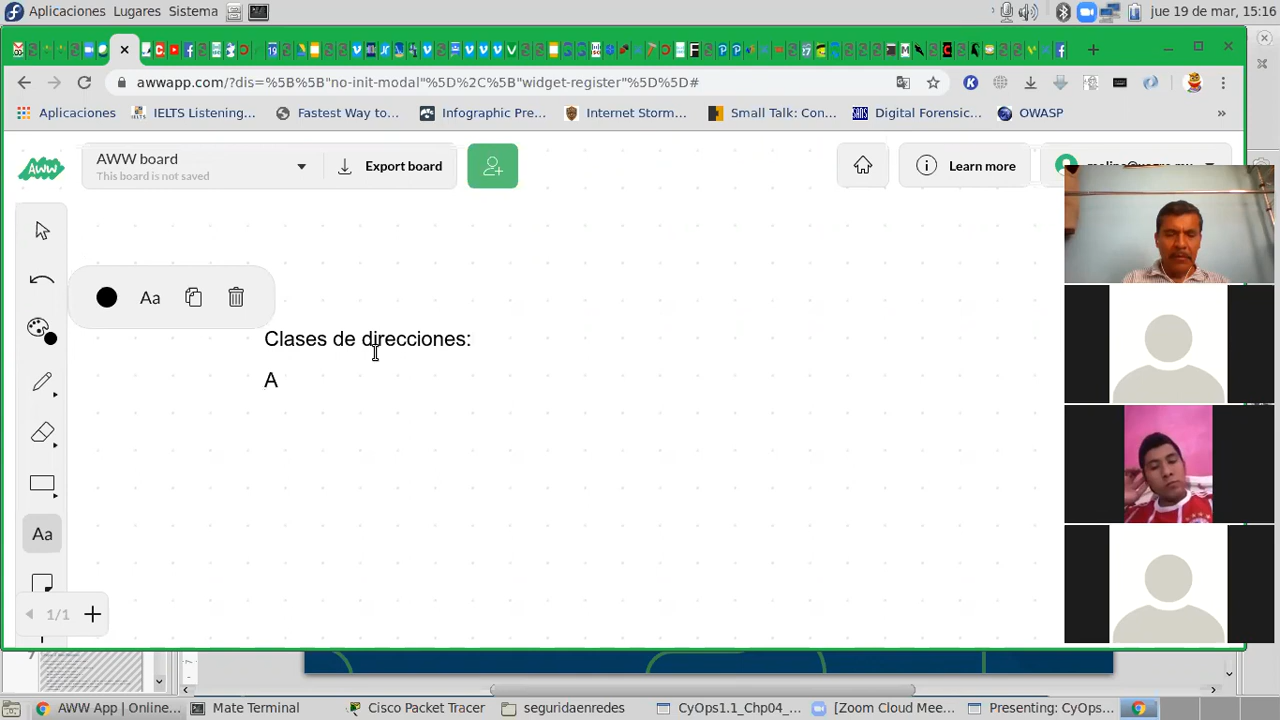 Aplicaciones Lugares Sistema
jue 19 de mar, 15:16
awwapp.com/?dis=%5B%5B"no-init-modal"%5D%2C%5B"widget-register"%5D%5D#
Aplicaciones
IELTS Listening...
Fastest Way to...
Infographic Pre...
Internet Storm...
Small Talk: Con...
Digital Forensic...
OWASP
»
AWW
AWW board
This board is not saved
Export board
Learn more
Aa
Clases de direcciones:
A
Aa
1/1
AWW App | Online...
Mate Terminal
Cisco Packet Tracer
seguridaenredes
CyOps1.1_Chp04_...
[Zoom Cloud Mee...
Presenting: CyOps...